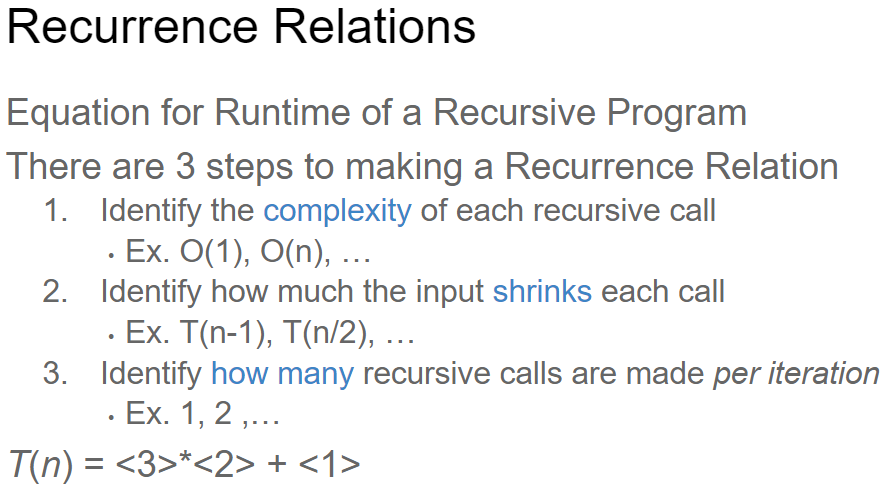 Recurrence Relations
Equation for Runtime of a Recursive Program
There are 3 steps to making a Recurrence Relation
1. Identify the complexity of each recursive call
• Ex. O(1), O(n), …
2. Identify how much the input shrinks each call
• Ex. T(n-1), T(n/2), …
3. Identify how many recursive calls are made per iteration
• Ex. 1, 2 ,…
T(n) = <3>*<2> + <1>